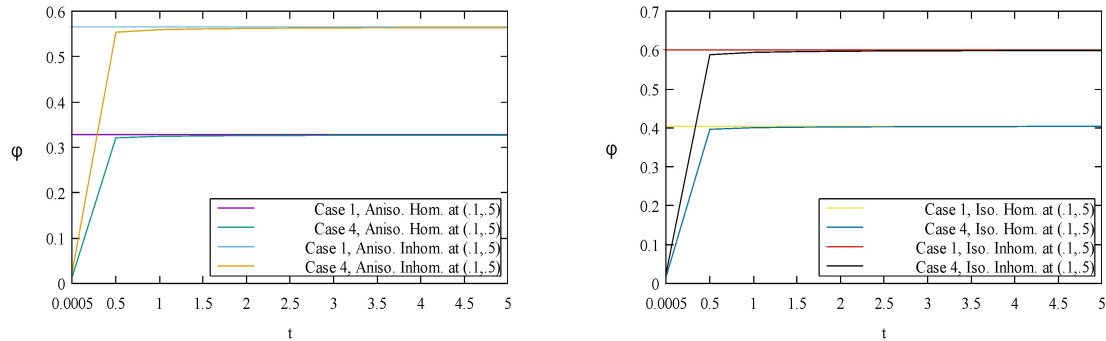 0.6
0.5
0.4
0.3
0.2
0.1
0
φ
Case 1, Aniso. Hom. at (.1,.5)
Case 4, Aniso. Hom. at (.1,.5)
Case 1, Aniso. Inhom. at (.1,.5)
Case 4, Aniso. Inhom. at (.1,.5)
0.0005 0.5 1 1.5 2 2.5 3 3.5 4 4.5 5
t
0.7
0.6
0.5
0.4
0.3
0.2
0.1
0
φ
Case 1, Iso. Hom. at (.1,.5)
Case 4, Iso. Hom. at (.1,.5)
Case 1, Iso. Inhom. at (.1,.5)
Case 4, Iso. Inhom. at (.1,.5)
0.0005 0.5 1 1.5 2 2.5 3 3.5 4 4.5 5
t